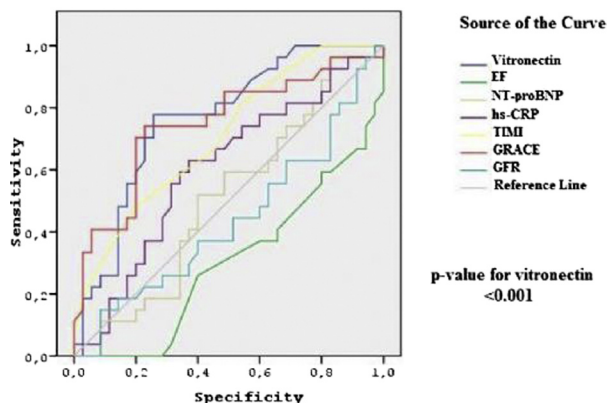 Source of the Curve
Vitronectin
EF
NT-proBNP
hs-CRP
TIMI
GRACE
GFR
Reference Line
p-value for vitronectin
<0.001
Sensitivity
1,0
0,8
0,6
0,4
0,2
0,0
0,0 0,2 0,4 0,6 0,8 1,0
Specificity